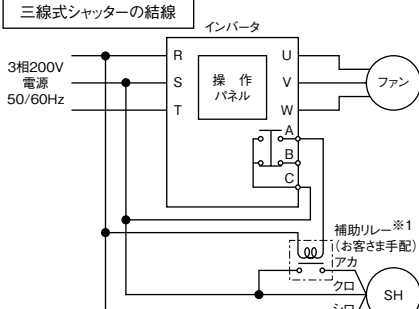 三線式シャッターの結線
インバータ
3相200V
電源
50/60Hz
R
S
T
操 作
パネル
U
V
W
ファン
A
B
C
補助リレー※1
(お客さま手配)
アカ
クロ
シロ
SH